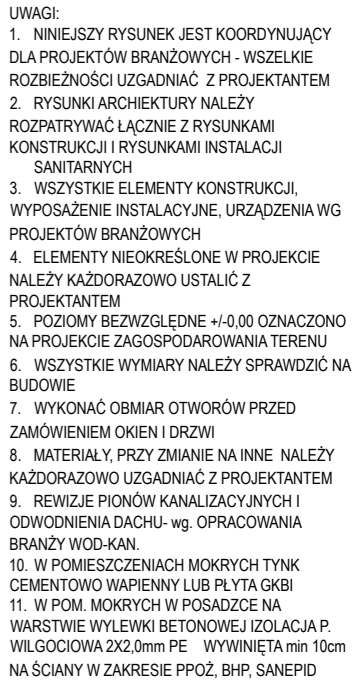 UWAGI:
1. NINIEJSZY RYSUNEK JEST KOORDYNUJĄCY
DLA PROJEKTÓW BRANŻOWYCH - WSZELKIE
ROZBIEŻNOŚCI UZGADNIAĆ Z PROJEKTANTEM
2. RYSUNKI ARCHIEKTURY NALEŻY
ROZPATRYWAĆ ŁĄCZNIE Z RYSUNKAMI
KONSTRUKCJI I RYSUNKAMI INSTALACJI
SANITARNYCH
3. WSZYSTKIE ELEMENTY KONSTRUKCJI,
WYPOSAŻENIE INSTALACYJNE, URZĄDZENIA WG
PROJEKTÓW BRANŻOWYCH
4. ELEMENTY NIEOKREŚLONE W PROJEKCIE
NALEŻY KAŻDORAZOWO USTALIĆ Z
PROJEKTANTEM
5. POZIOMY BEZWZGLĘDNE +/-0,00 OZNACZONO
NA PROJEKCIE ZAGOSPODAROWANIA TERENU
6. WSZYSTKIE WYMIARY NALEŻY SPRAWDZIĆ NA
BUDOWIE
7. WYKONAĆ OBMIAR OTWORÓW PRZED
ZAMÓWIENIEM OKIEN I DRZWI
8. MATERIAŁY, PRZY ZMIANIE NA INNE NALEŻY
KAŻDORAZOWO UZGADNIAĆ Z PROJEKTANTEM
9. REWIZJE PIONÓW KANALIZACYJNYCH I
ODWODNIENIA DACHU- wg. OPRACOWANIA
BRANŻY WOD-KAN.
10. W POMIESZCZENIACH MOKRYCH TYNK
CEMENTOWO WAPIENNY LUB PŁYTA GKBI
11. W POM. MOKRYCH W POSADZCE NA
WARSTWIE WYLEWKI BETONOWEJ IZOLACJA P.
WILGOCIOWA 2X2,0mm PE WYWINIĘTA min 10cm
NA ŚCIANY W ZAKRESIE PPOŻ, BHP, SANEPID